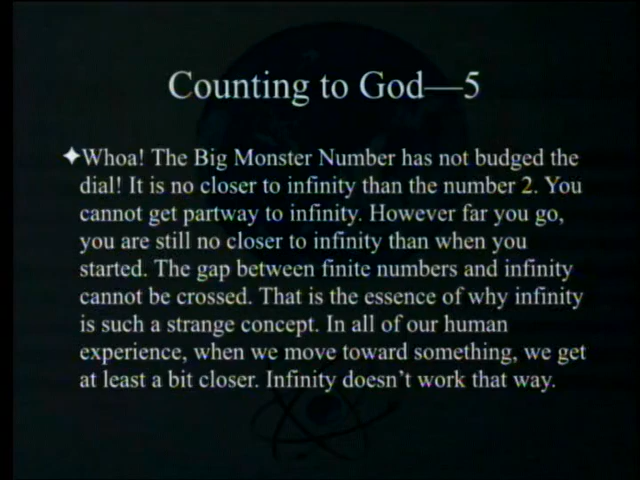 Counting to God—5
✦Whoa! The Big Monster Number has not budged the
dial! It is no closer to infinity than the number 2. You
cannot get partway to infinity. However far you go,
you are still no closer to infinity than when you
started. The gap between finite numbers and infinity
cannot be crossed. That is the essence of why infinity
is such a strange concept. In all of our human
experience, when we move toward something, we get
at least a bit closer. Infinity doesn’t work that way.